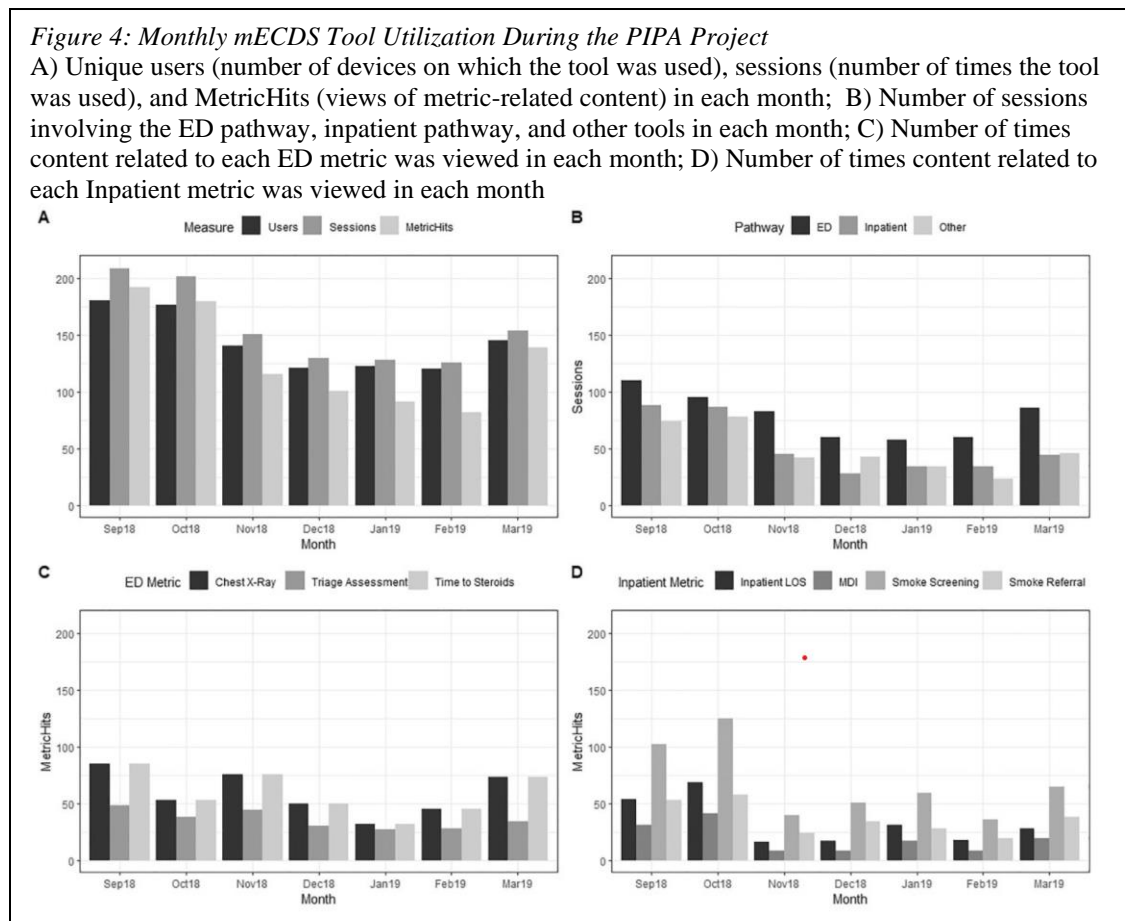 Figure 4: Monthly mECDS Tool Utilization During the PIPA Project
A) Unique users (number of devices on which the tool was used), sessions (number of times the tool
was used), and MetricHits (views of metric-related content) in each month;  B) Number of sessions
involving the ED pathway, inpatient pathway, and other tools in each month; C) Number of times
content related to each ED metric was viewed in each month; D) Number of times content related to
each Inpatient metric was viewed in each month
A
Measure Users Sessions MetricHits
200
150
100
50
0
Sep18 Oct18 Nov18 Dec18 Jan19 Feb19 Mar19
Month
B
Pathway ED Inpatient Other
Sessions
200
150
100
50
0
Sep18 Oct18 Nov18 Dec18 Jan19 Feb19 Mar19
Month
C
ED Metric Chest X-Ray Triage Assessment Time to Steroids
MetricHits
200
150
100
50
0
Sep18 Oct18 Nov18 Dec18 Jan19 Feb19 Mar19
Month
D
Inpatient Metric Inpatient LOS MDI Smoke Screening Smoke Referral
MetricHits
200
150
100
50
0
Sep18 Oct18 Nov18 Dec18 Jan19 Feb19 Mar19
Month